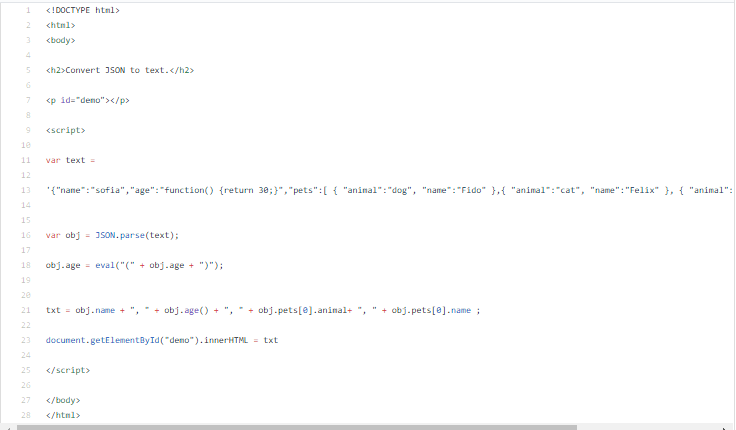 1 <!DOCTYPE html>
2 <html>
3 <body>
4
5 <h2>Convert JSON to text.</h2>
6
7 <p id="demo"></p>
8
9 <script>
10
11 var text =
12
13 '{"name":"sofia","age":"function() {return 30;}","pets":[ { "animal":"dog", "name":"Fido" },{ "animal":"cat", "name":"Felix" }, { "animal":
14
15
16 var obj = JSON.parse(text);
17
18 obj.age = eval("(" + obj.age + ")");
19
20
21 txt = obj.name + ", " + obj.age() + ", " + obj.pets[0].animal+ ", " + obj.pets[0].name ;
22
23 document.getElementById("demo").innerHTML = txt
24
25 </script>
26
27 </body>
28 </html>